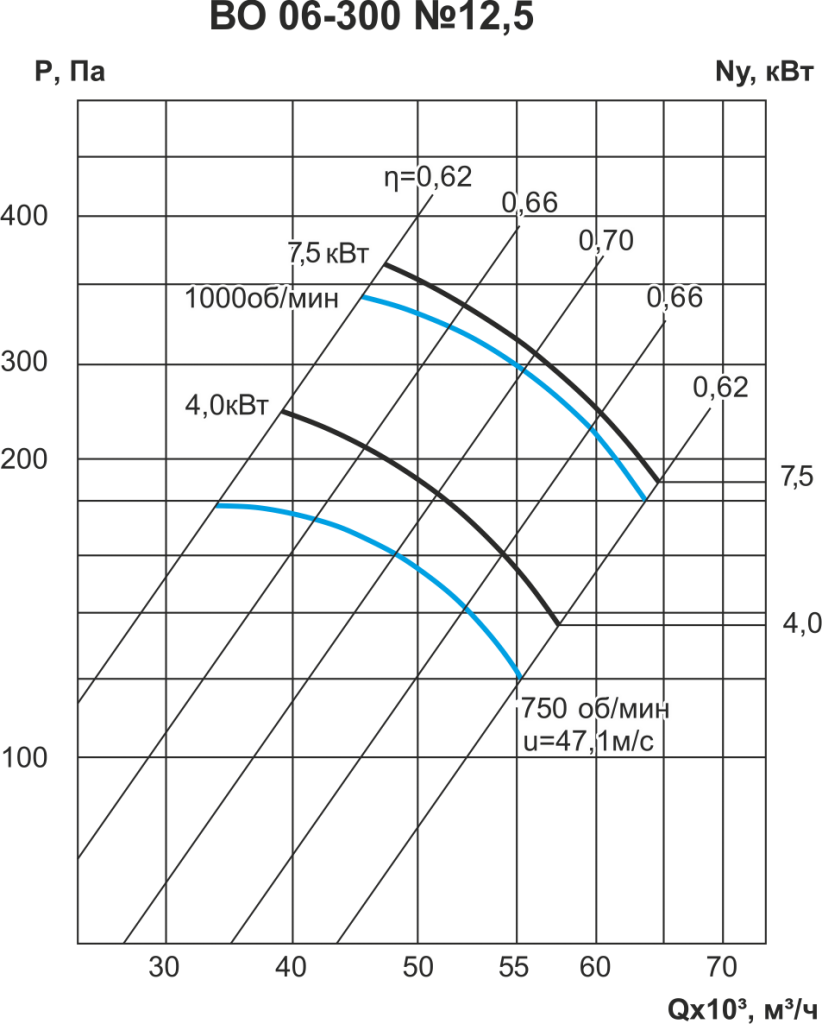 ВО 06-300 №12,5
Р, Па
Ny, кВт
η=0,62
0,66
400
0,70
7,5 кВт
1000об/мин
0,66
300
0,62
4,0кВт
200
7,5
4,0
750 об/мин
u=47,1м/с
100
30 40 50 55 60 70
Qх10³, м³/ч